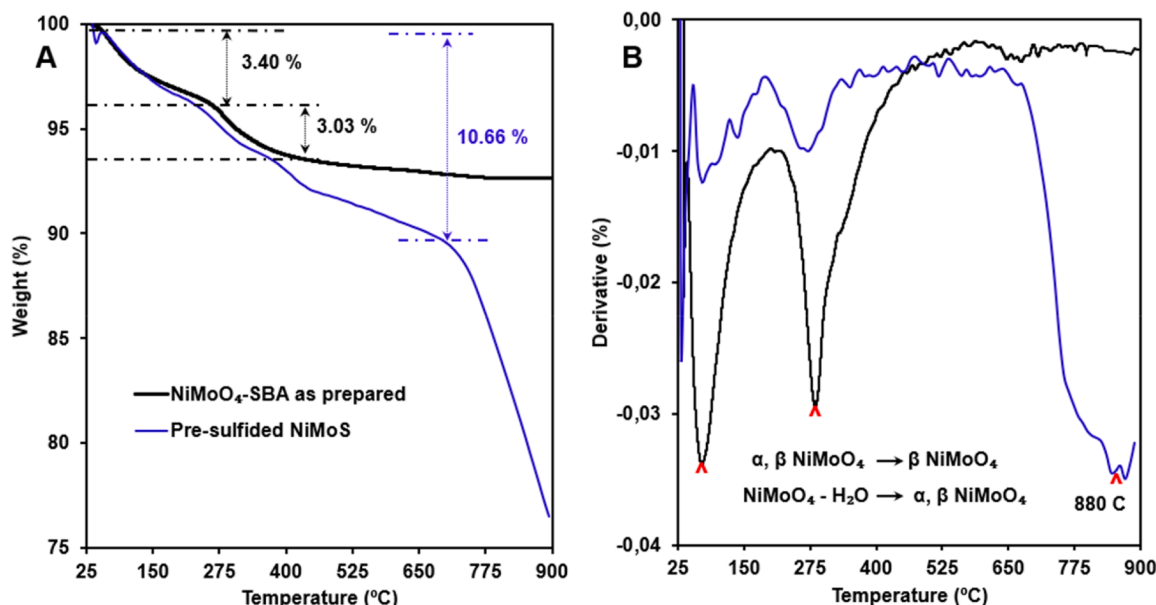 A
100
95
90
85
80
75
Weight (%)
3.40 %
3.03 %
10.66 %
NiMoO₄-SBA as prepared
Pre-sulfided NiMoS
25 150 275 400 525 650 775 900
Temperature (ºC)
B
0,00
-0,01
-0,02
-0,03
-0,04
Derivative (%)
α, β NiMoO₄ → β NiMoO₄
NiMoO₄ - H₂O → α, β NiMoO₄
880 C
25 150 275 400 525 650 775 900
Temperature (ºC)